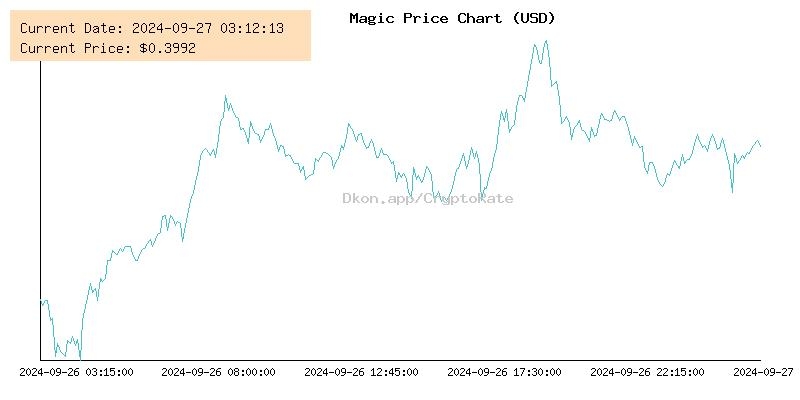 Magic Price Chart (USD)
Current Date: 2024-09-27 03:12:13
Current Price: $0.3992
Dkon.app/CryptoRate
2024-09-26 03:15:00
2024-09-26 08:00:00
2024-09-26 12:45:00
2024-09-26 17:30:00
2024-09-26 22:15:00
2024-09-27